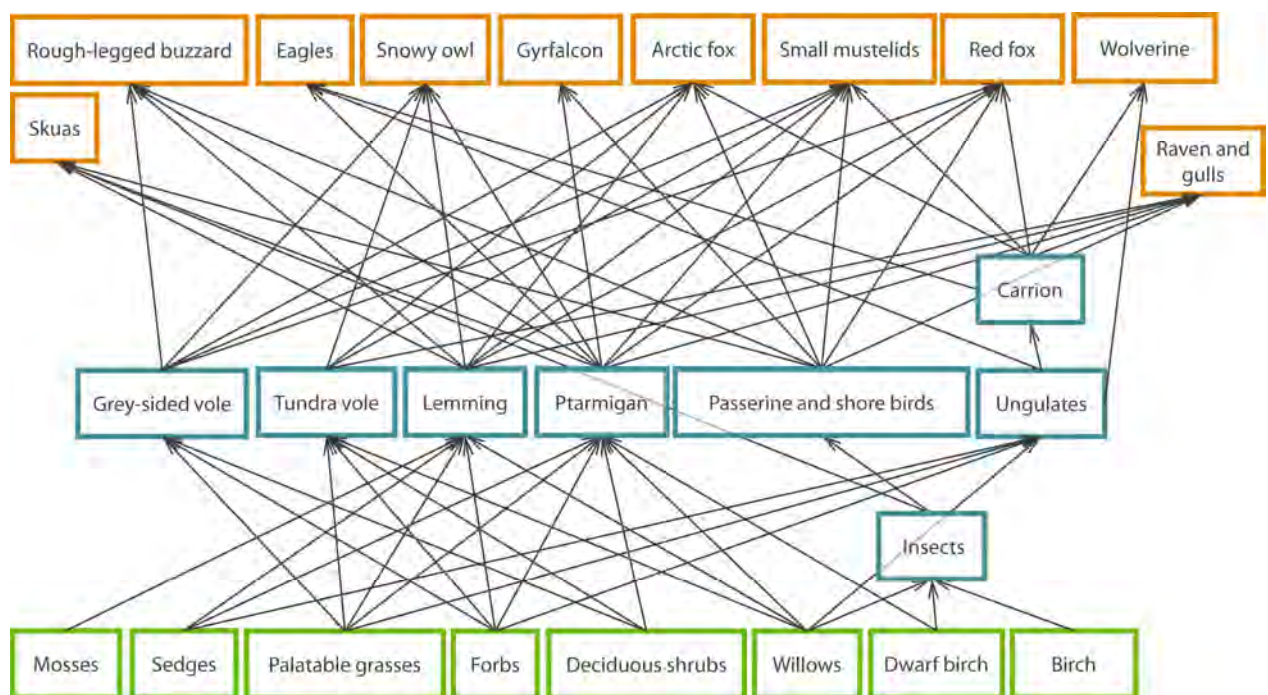 Rough-legged buzzard
Eagles
Snowy owl
Gyrfalcon
Arctic fox
Small mustelids
Red fox
Wolverine
Skuas
Raven and
gulls
Carrion
Grey-sided vole
Tundra vole
Lemming
Ptarmigan
Passerine and shore birds
Ungulates
Insects
Mosses
Sedges
Palatable grasses
Forbs
Deciduous shrubs
Willows
Dwarf birch
Birch